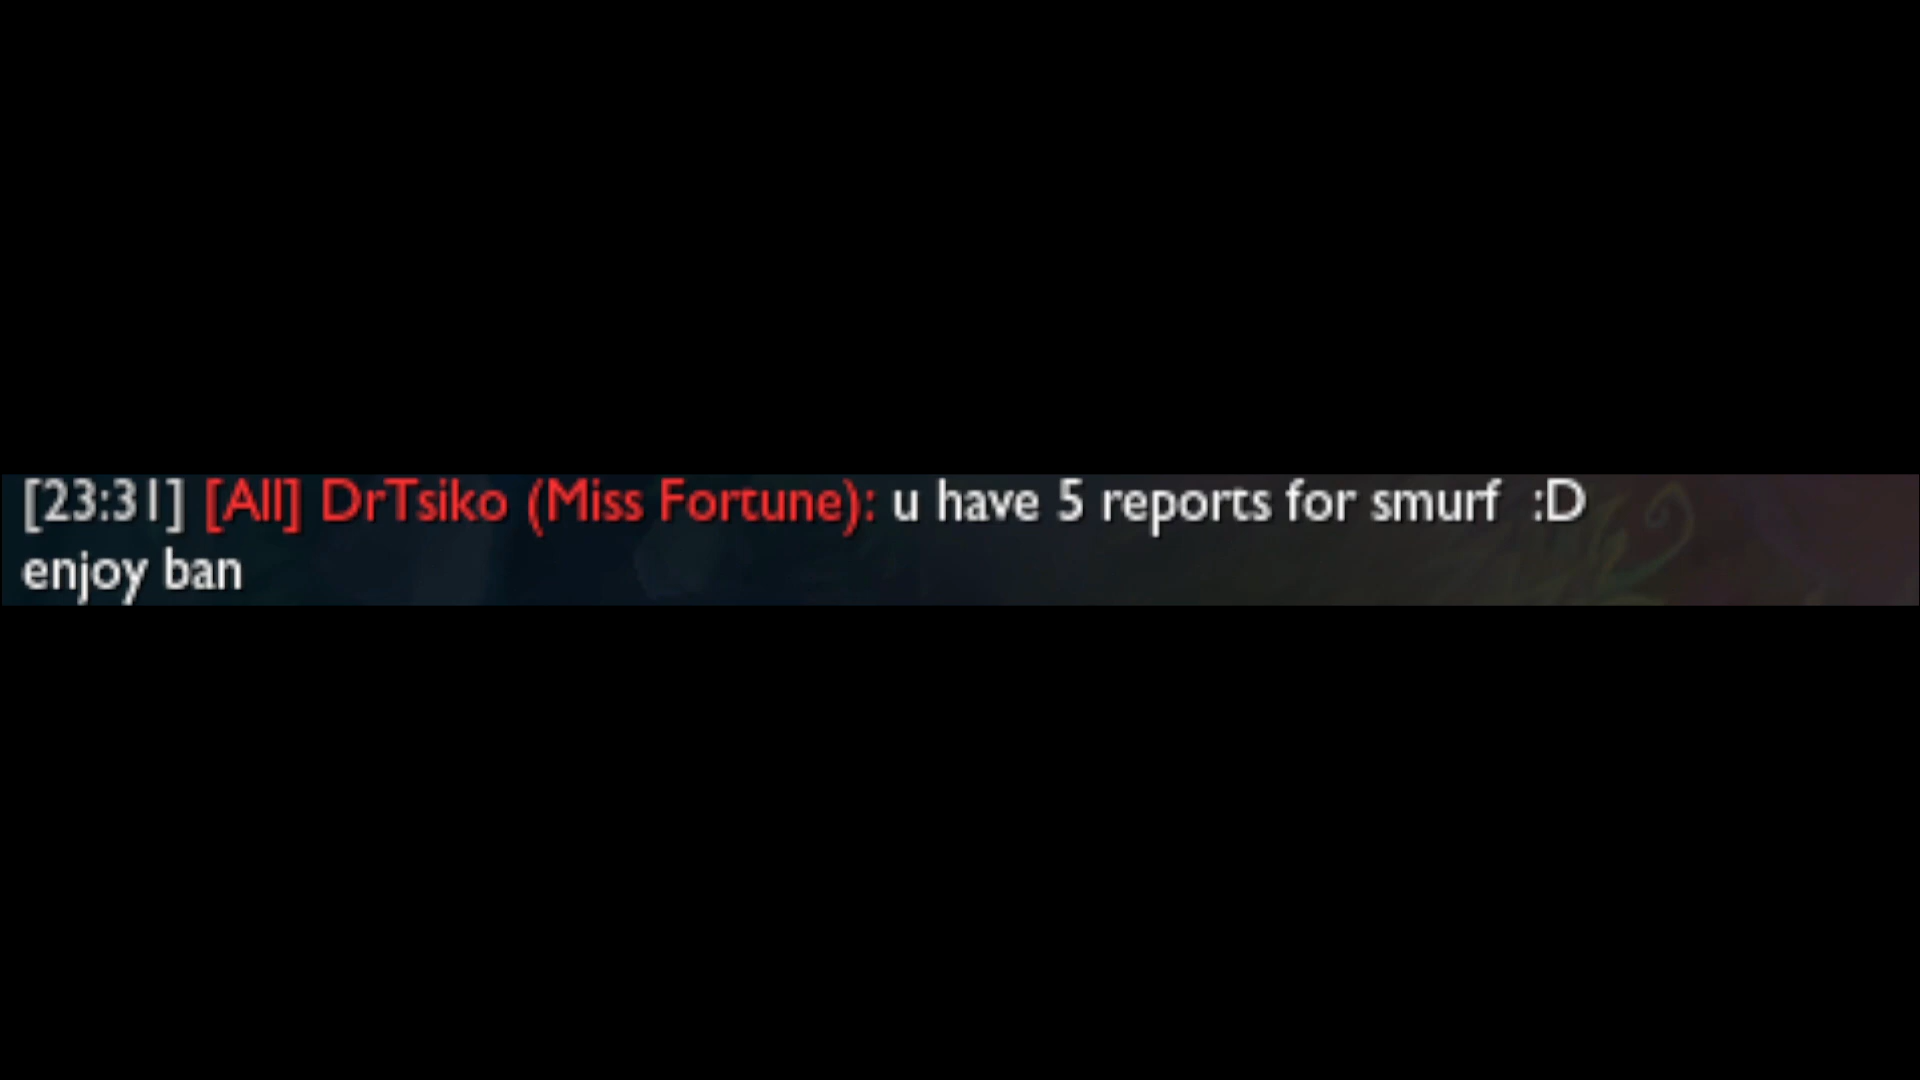 [23:31] [All] DrTsiko (Miss Fortune): u have 5 reports for smurf  :D
enjoy ban